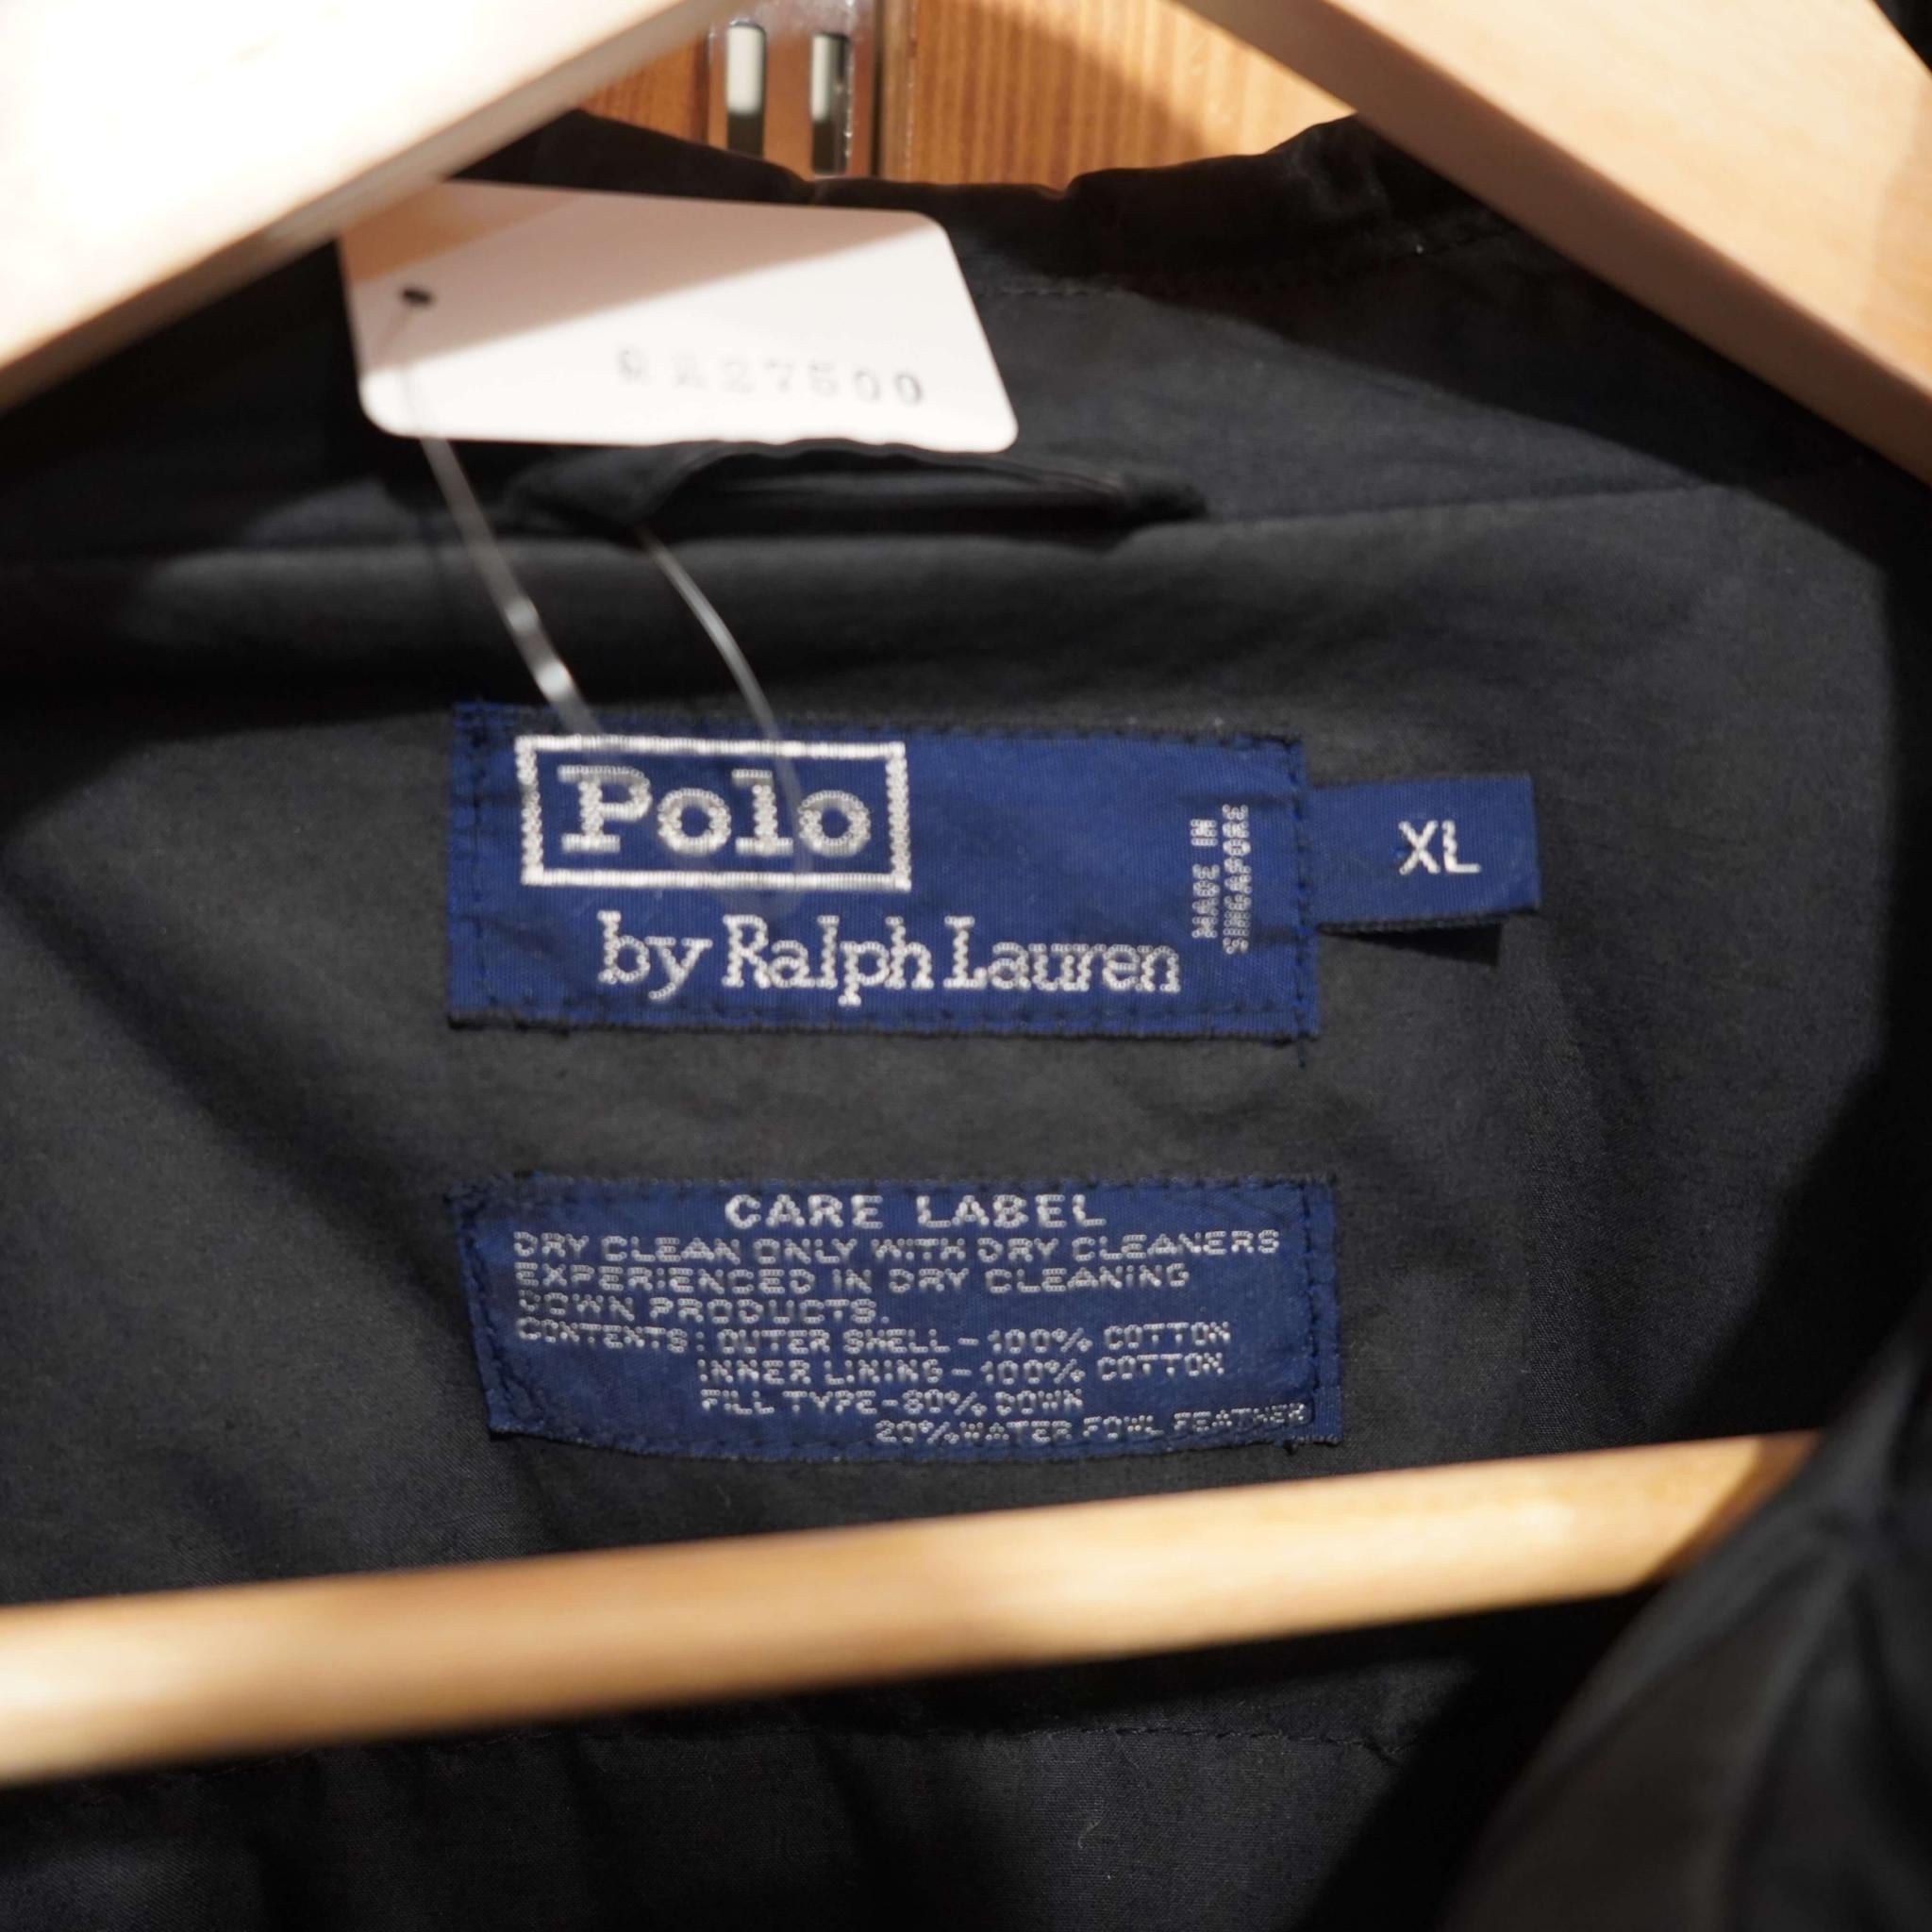 27500
Polo
by Ralph Lauren
MADE IN
SINGAPORE
XL
CARE LABEL
DRY CLEAN ONLY WITH DRY CLEANERS
EXPERIENCED IN DRY CLEANING
DOWN PRODUCTS.
CONTENTS: OUTER SHELL-100% COTTON
INNER LINING-100% COTTON
FILL TYPE-80% DOWN
20% WATER FOWL FEATHER